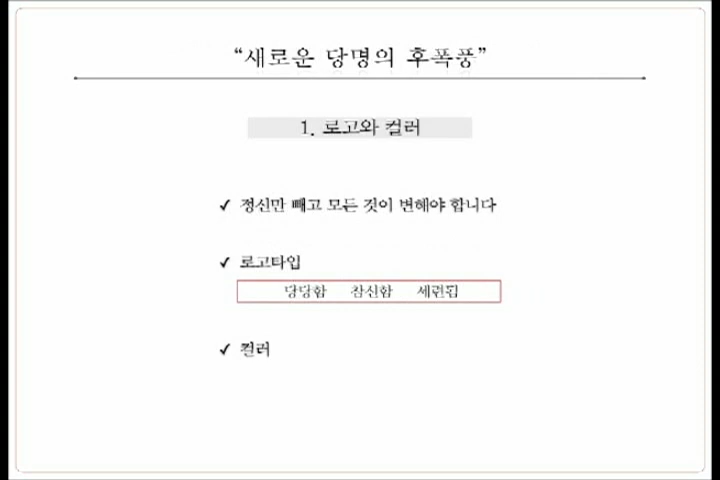 “새로운 당명의 후폭풍”
1. 로고와 컬러
✓ 정신만 빼고 모든 것이 변해야 합니다
✓ 로고타입
당당함 참신함 세련됨
✓ 컬러